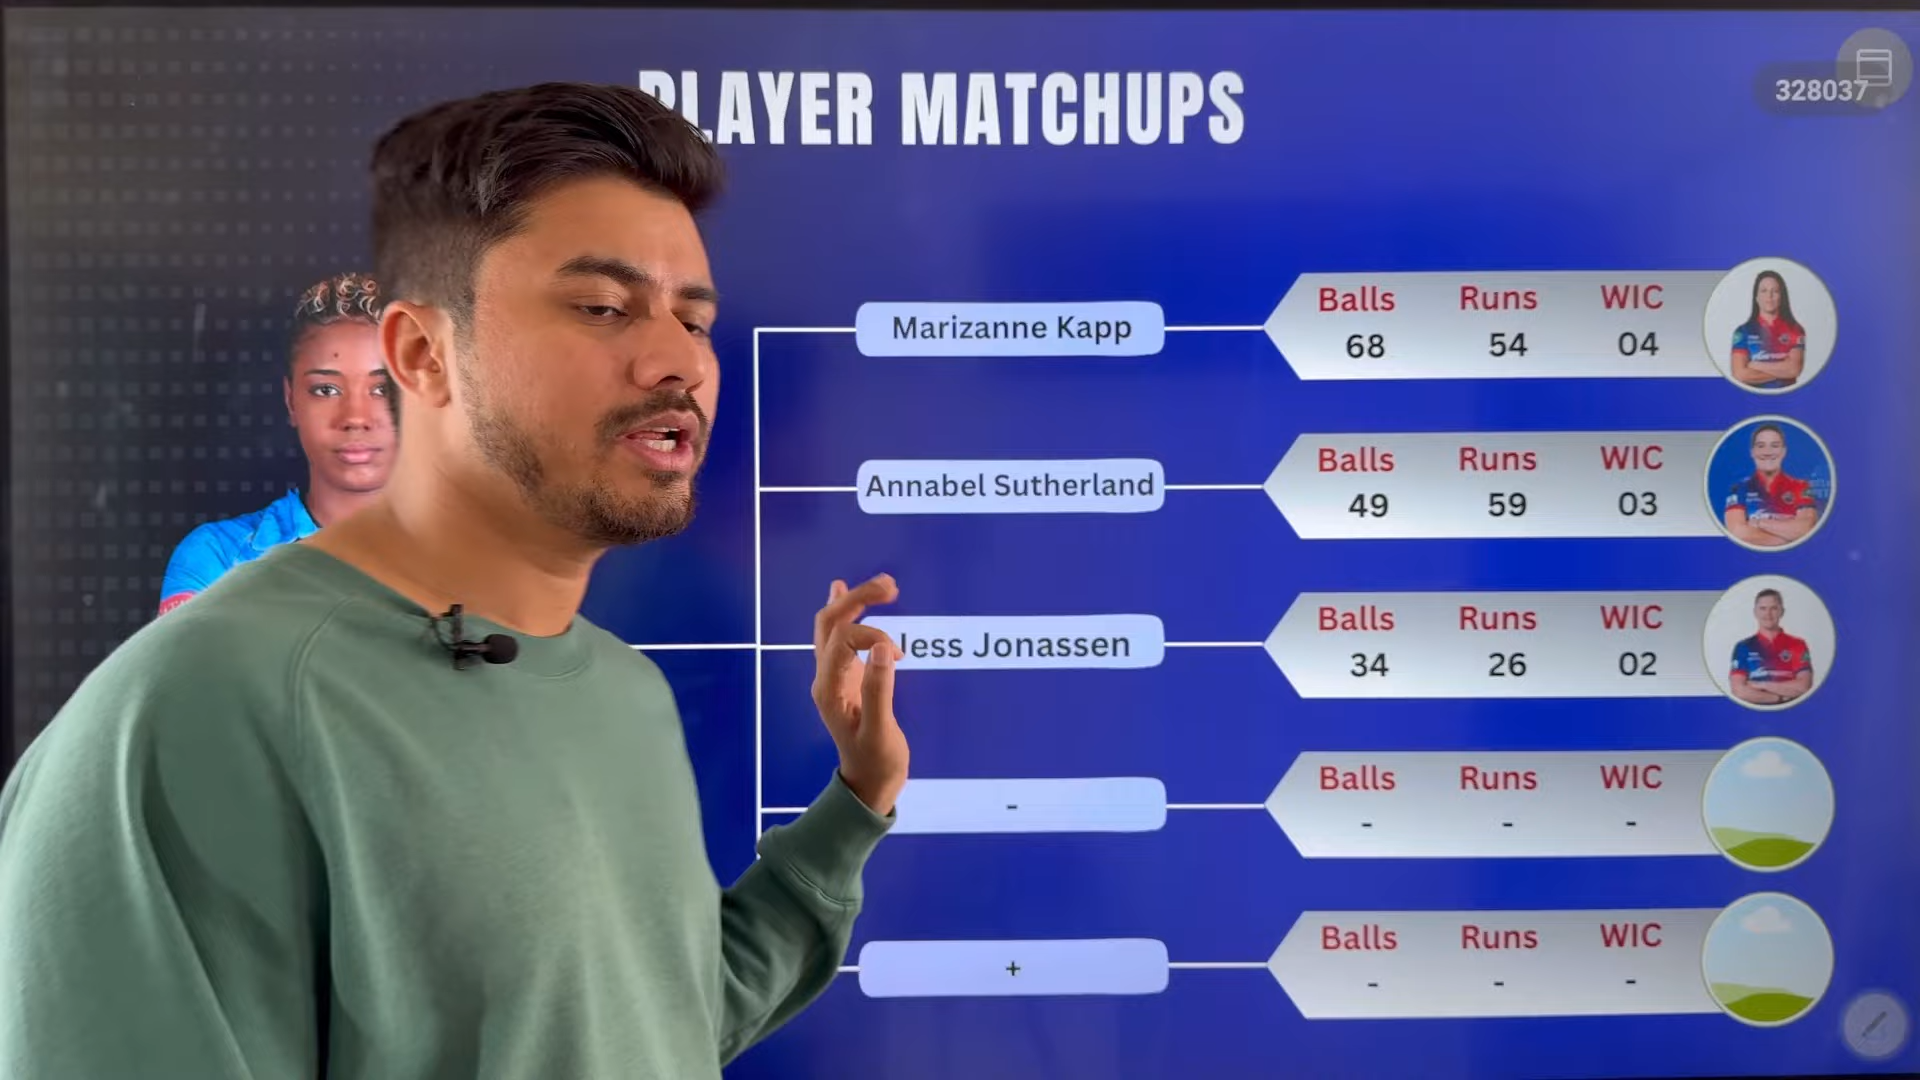 PLAYER MATCHUPS
328037
Marizanne Kapp
Balls Runs WIC
68 54 04
Annabel Sutherland
Balls Runs WIC
49 59 03
Jess Jonassen
Balls Runs WIC
34 26 02
-
Balls Runs WIC
- - -
+
Balls Runs WIC
- - -